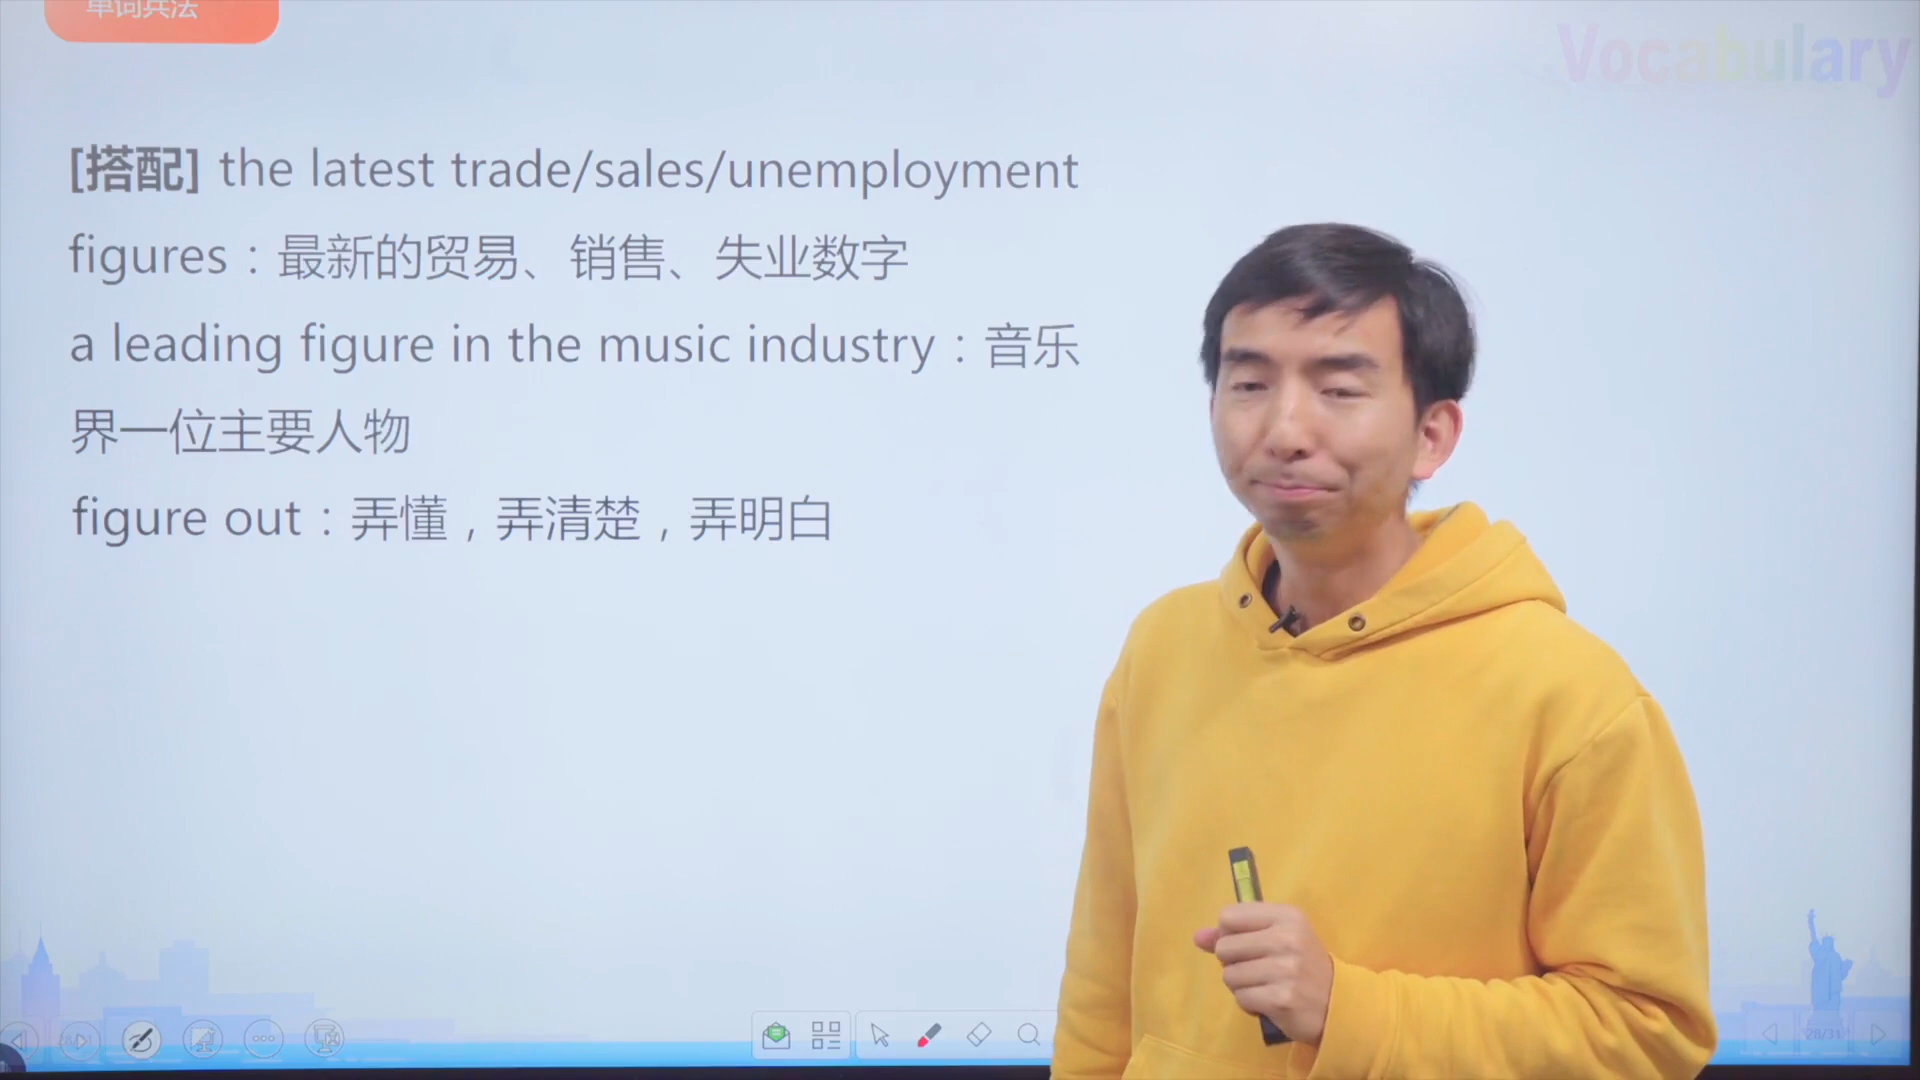 单词兵法
Vocabulary
[搭配] the latest trade/sales/unemployment
figures：最新的贸易、销售、失业数字
a leading figure in the music industry：音乐
界一位主要人物
figure out：弄懂，弄清楚，弄明白
28/31